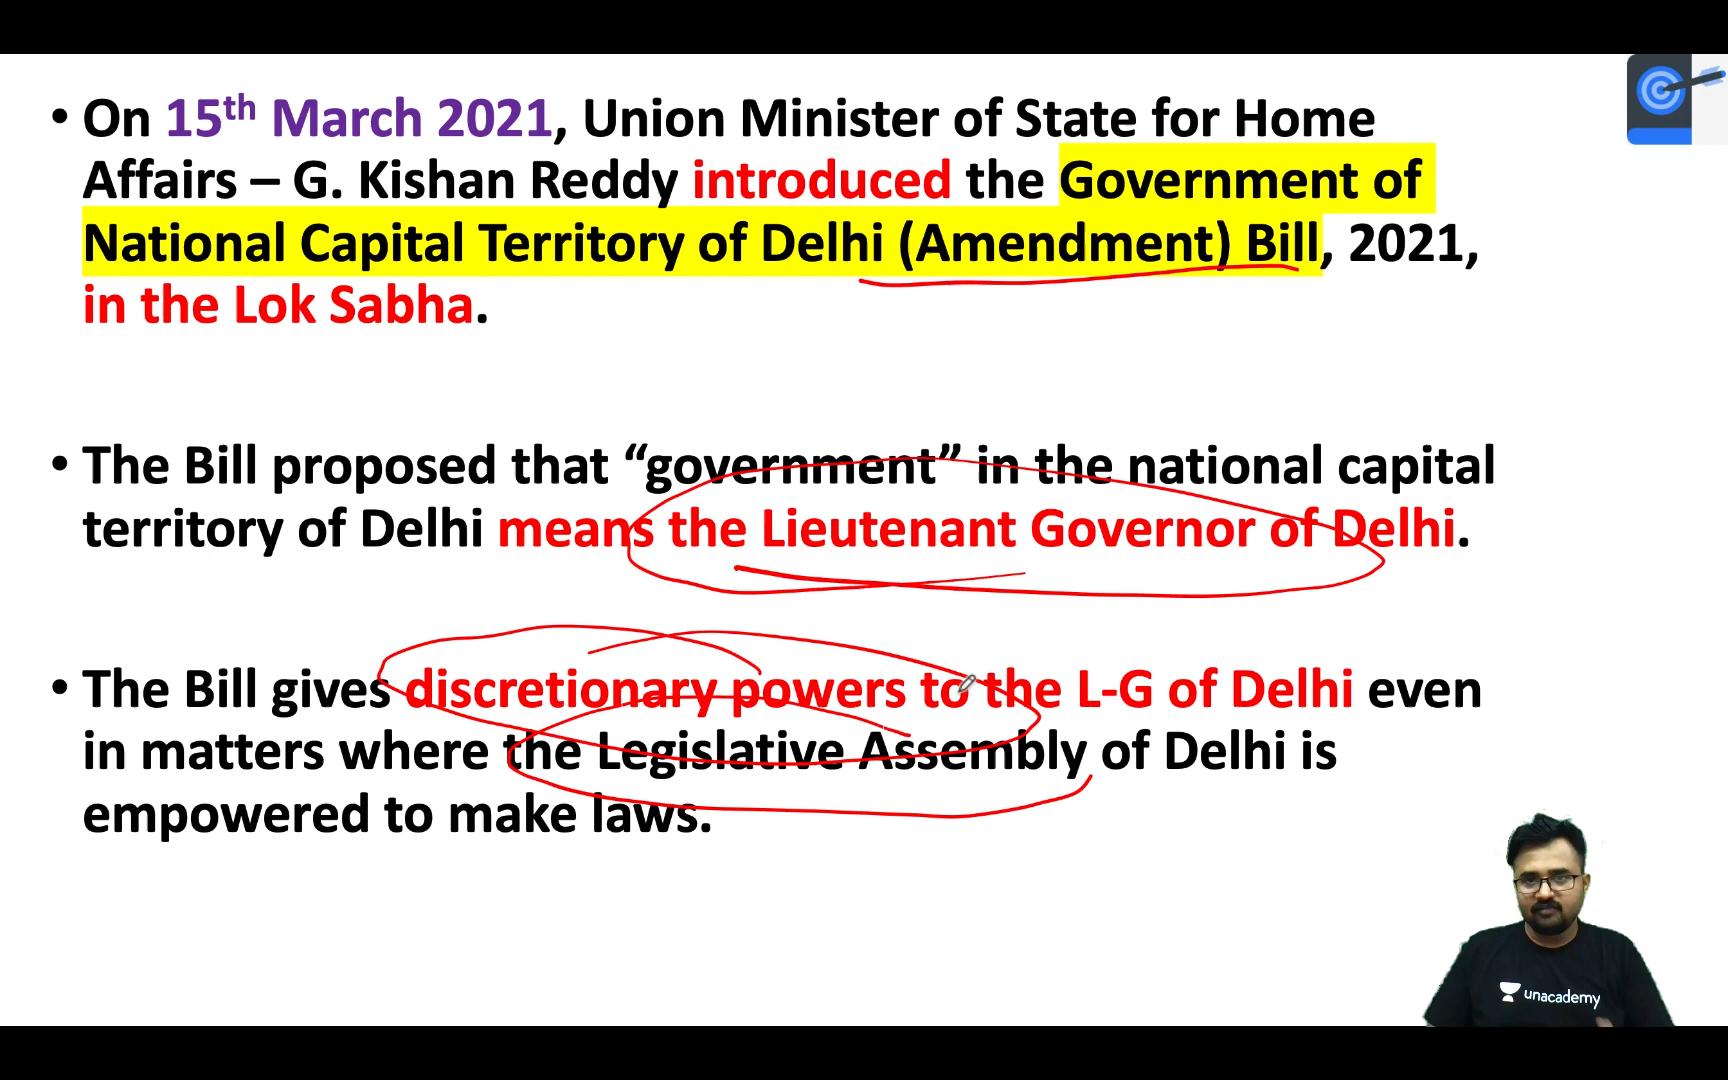 • On 15th March 2021, Union Minister of State for Home
Affairs – G. Kishan Reddy introduced the Government of
National Capital Territory of Delhi (Amendment) Bill, 2021,
in the Lok Sabha.
• The Bill proposed that “government” in the national capital
territory of Delhi means the Lieutenant Governor of Delhi.
• The Bill gives discretionary powers to the L-G of Delhi even
in matters where the Legislative Assembly of Delhi is
empowered to make laws.
unacademy